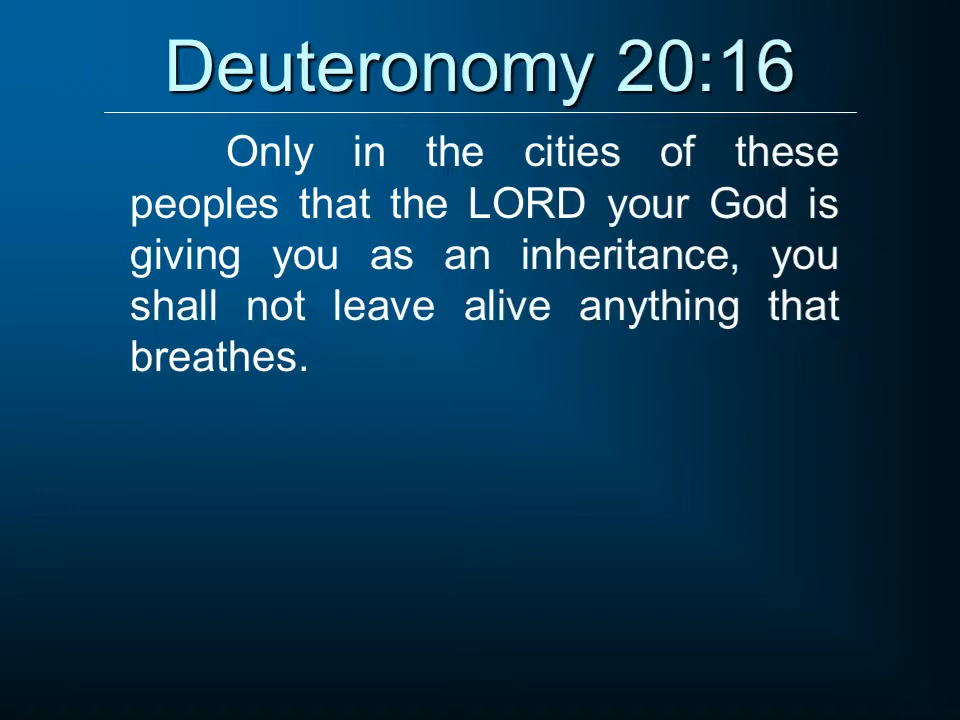 Deuteronomy 20:16
Only in the cities of these
peoples that the LORD your God is
giving you as an inheritance, you
shall not leave alive anything that
breathes.